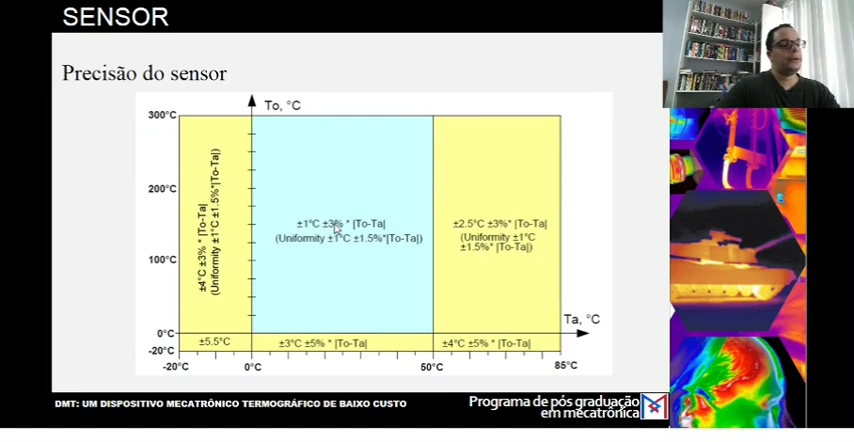 SENSOR
Precisão do sensor
To, °C
300°C
200°C
100°C
0°C
-20°C
±4°C ±3% * |To-Ta|
(Uniformity ±1°C ±1.5%*|To-Ta|)
±1°C ±3% * |To-Ta|
(Uniformity ±1°C ±1.5%*|To-Ta|)
±2.5°C ±3%* |To-Ta|
(Uniformity ±1°C
±1.5%* |To-Ta|)
Ta, °C
±5.5°C
±3°C ±5% * |To-Ta|
±4°C ±5% * |To-Ta|
-20°C
0°C
50°C
85°C
DMT: UM DISPOSITIVO MECATRÔNICO TERMOGRÁFICO DE BAIXO CUSTO
Programa de pós graduação
em mecatrônica